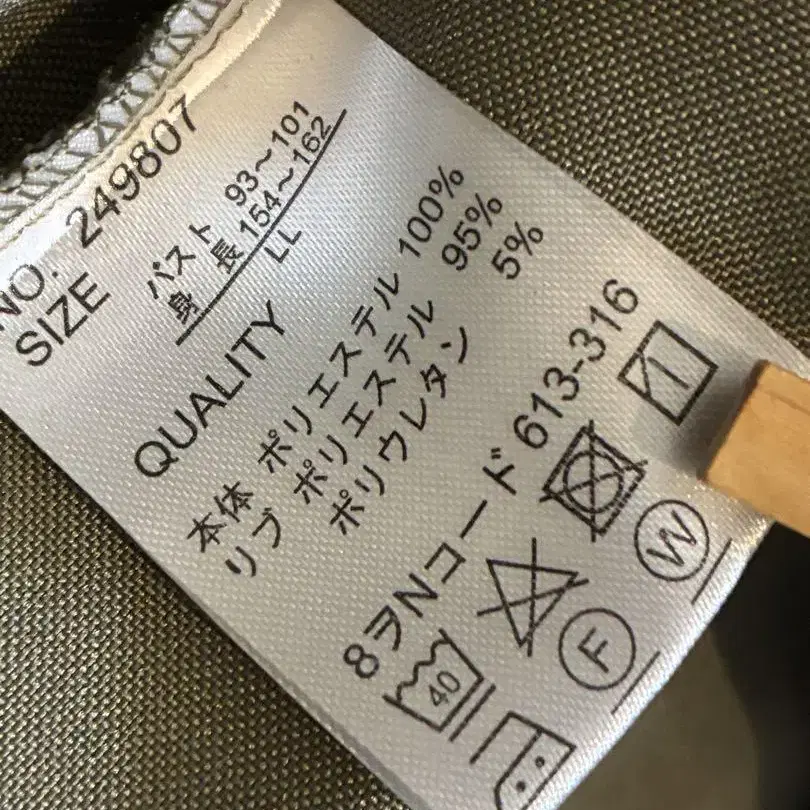 NO. 249807
SIZE
バスト 93~101
身 長 154~162
LL
QUALITY
本体 ポリエステル 100%
リブ ポリエステル 95%
ポリウレタン 5%
8ヲNコード 613-316
40
W
F